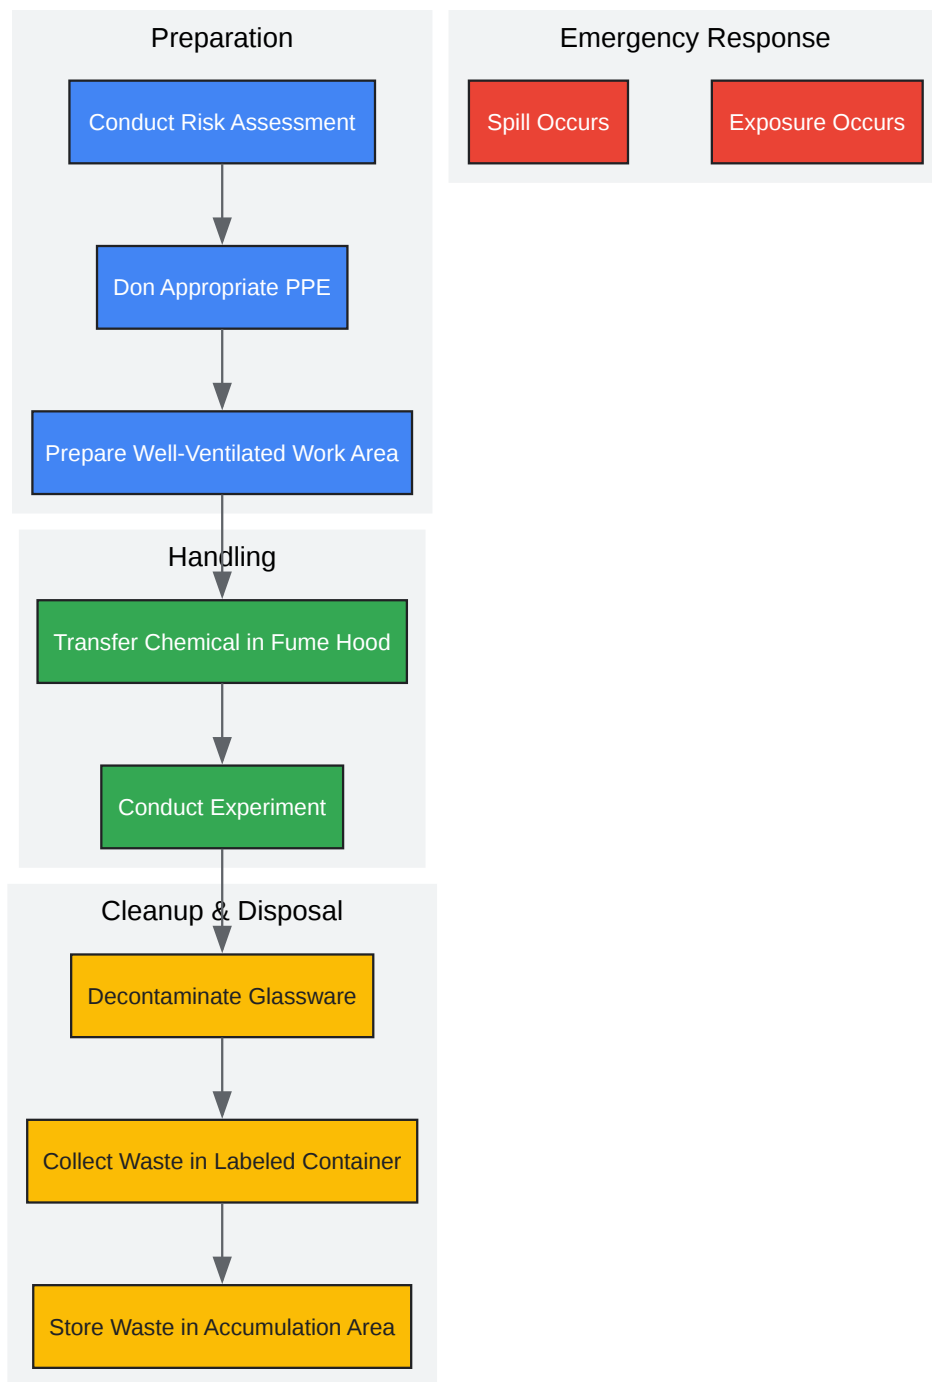 Preparation
Conduct Risk Assessment
Don Appropriate PPE
Prepare Well-Ventilated Work Area
Handling
Transfer Chemical in Fume Hood
Conduct Experiment
Cleanup & Disposal
Decontaminate Glassware
Collect Waste in Labeled Container
Store Waste in Accumulation Area
Emergency Response
Spill Occurs
Exposure Occurs